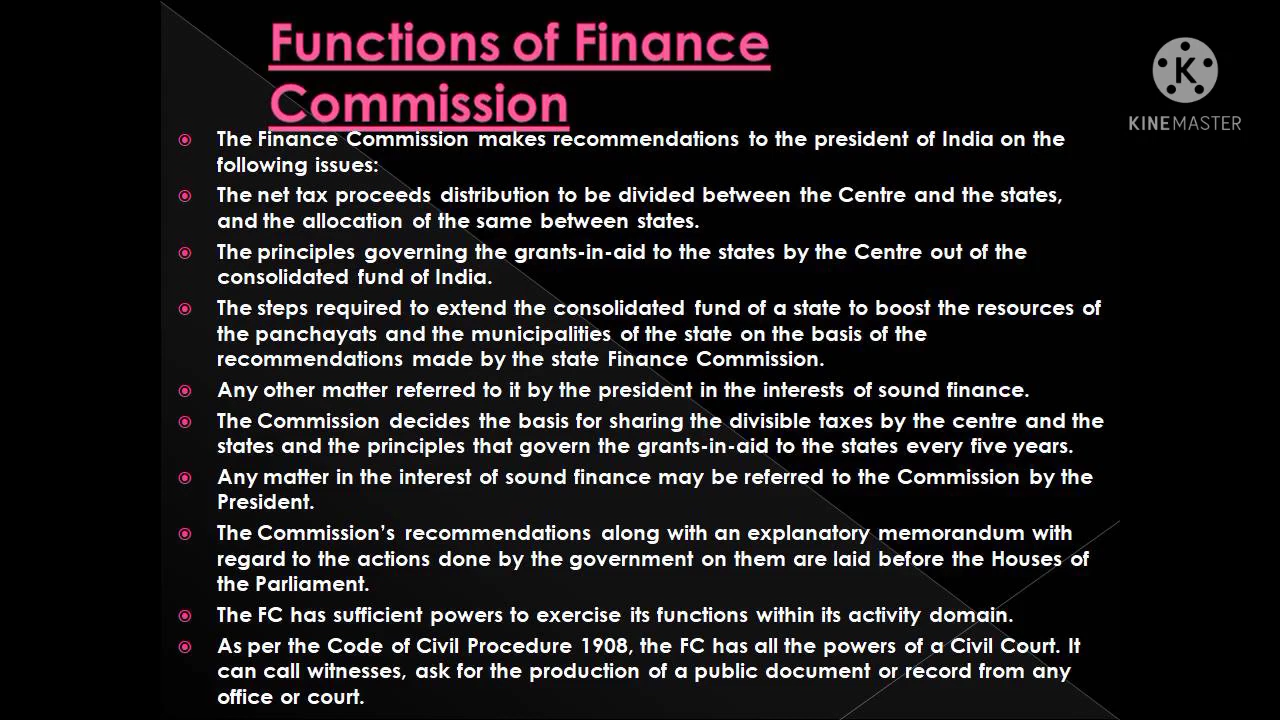 Functions of Finance
Commission
K
KINEMASTER
The Finance Commission makes recommendations to the president of India on the
following issues:
The net tax proceeds distribution to be divided between the Centre and the states,
and the allocation of the same between states.
The principles governing the grants-in-aid to the states by the Centre out of the
consolidated fund of India.
The steps required to extend the consolidated fund of a state to boost the resources of
the panchayats and the municipalities of the state on the basis of the
recommendations made by the state Finance Commission.
Any other matter referred to it by the president in the interests of sound finance.
The Commission decides the basis for sharing the divisible taxes by the centre and the
states and the principles that govern the grants-in-aid to the states every five years.
Any matter in the interest of sound finance may be referred to the Commission by the
President.
The Commission’s recommendations along with an explanatory memorandum with
regard to the actions done by the government on them are laid before the Houses of
the Parliament.
The FC has sufficient powers to exercise its functions within its activity domain.
As per the Code of Civil Procedure 1908, the FC has all the powers of a Civil Court. It
can call witnesses, ask for the production of a public document or record from any
office or court.